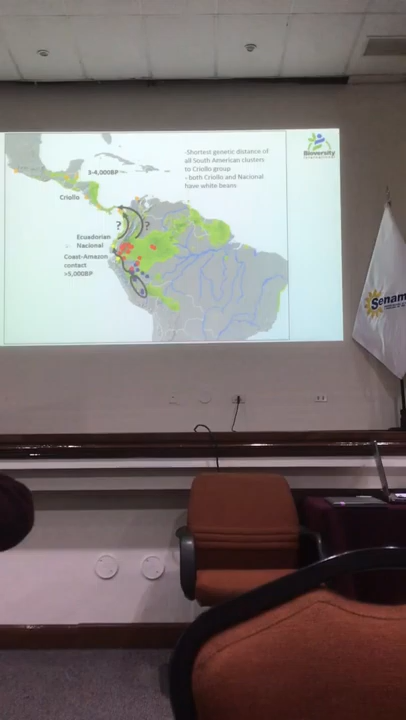 -Shortest genetic distance of
all South American clusters
to Criollo group
- both Criollo and Nacional
have white beans
Bioversity
International
3-4,000BP
Criollo
?
?
Ecuadorian
Nacional
Coast-Amazon
contact
>5,000BP
Senam